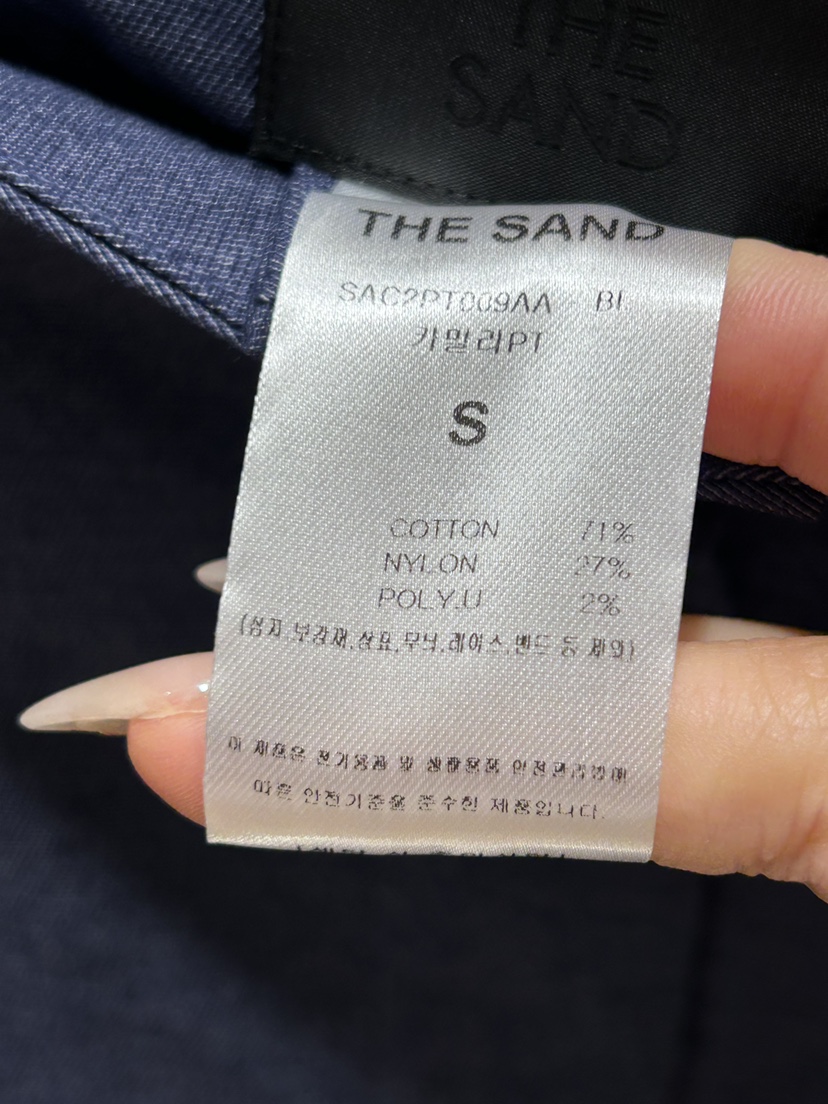 THE
SAND
THE SAND
SAC2PT009AA BL
카밀라PT
S
COTTON 71%
NYLON 27%
POLY.U 2%
(심지,부강재,상표,무늬,레이스,밴드 등 제외)
이 제품은 전기용품 및 생활용품 안전관리법에
따른 안전기준을 준수한 제품입니다.